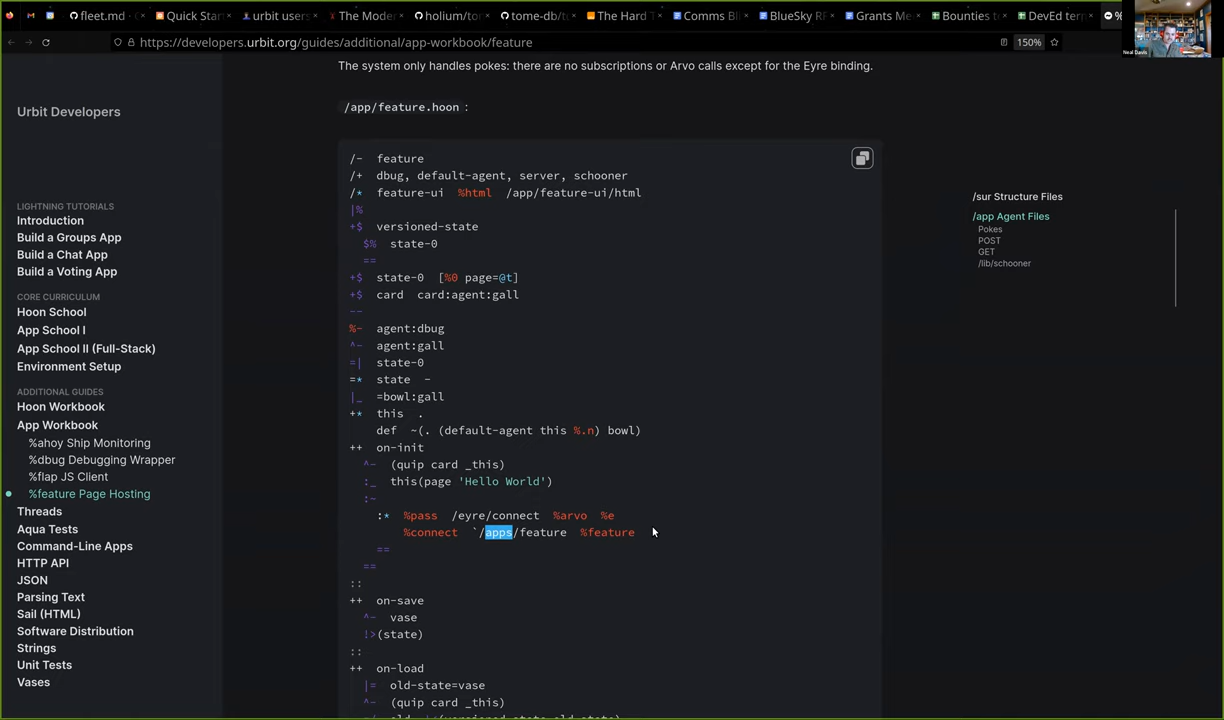 fleet.md
Quick Star
urbit users
The Moder
holium/to
tome-db/t
The Hard T
Comms Bl
BlueSky R
Grants Me
Bounties to
DevEd ter
Neal Davis
https://developers.urbit.org/guides/additional/app-workbook/feature
150%
Urbit Developers
LIGHTNING TUTORIALS
Introduction
Build a Groups App
Build a Chat App
Build a Voting App
CORE CURRICULUM
Hoon School
App School I
App School II (Full-Stack)
Environment Setup
ADDITIONAL GUIDES
Hoon Workbook
App Workbook
%ahoy Ship Monitoring
%dbug Debugging Wrapper
%flap JS Client
%feature Page Hosting
Threads
Aqua Tests
Command-Line Apps
HTTP API
JSON
Parsing Text
Sail (HTML)
Software Distribution
Strings
Unit Tests
Vases
The system only handles pokes: there are no subscriptions or Arvo calls except for the Eyre binding.
/app/feature.hoon :
/- feature
/+ dbug, default-agent, server, schooner
/* feature-ui %html /app/feature-ui/html
|%
+$ versioned-state
$% state-0
==
+$ state-0 [%0 page=@t]
+$ card card:agent:gall
--
%- agent:dbug
^- agent:gall
=| state-0
=* state -
|_ =bowl:gall
+* this .
def ~(. (default-agent this %.n) bowl)
++ on-init
^- (quip card _this)
:_ this(page 'Hello World')
:~
:* %pass /eyre/connect %arvo %e
%connect `/apps/feature %feature
==
==
::
++ on-save
^- vase
!>(state)
::
++ on-load
|= old-state=vase
^- (quip card _this)
/sur Structure Files
/app Agent Files
Pokes
POST
GET
/lib/schooner